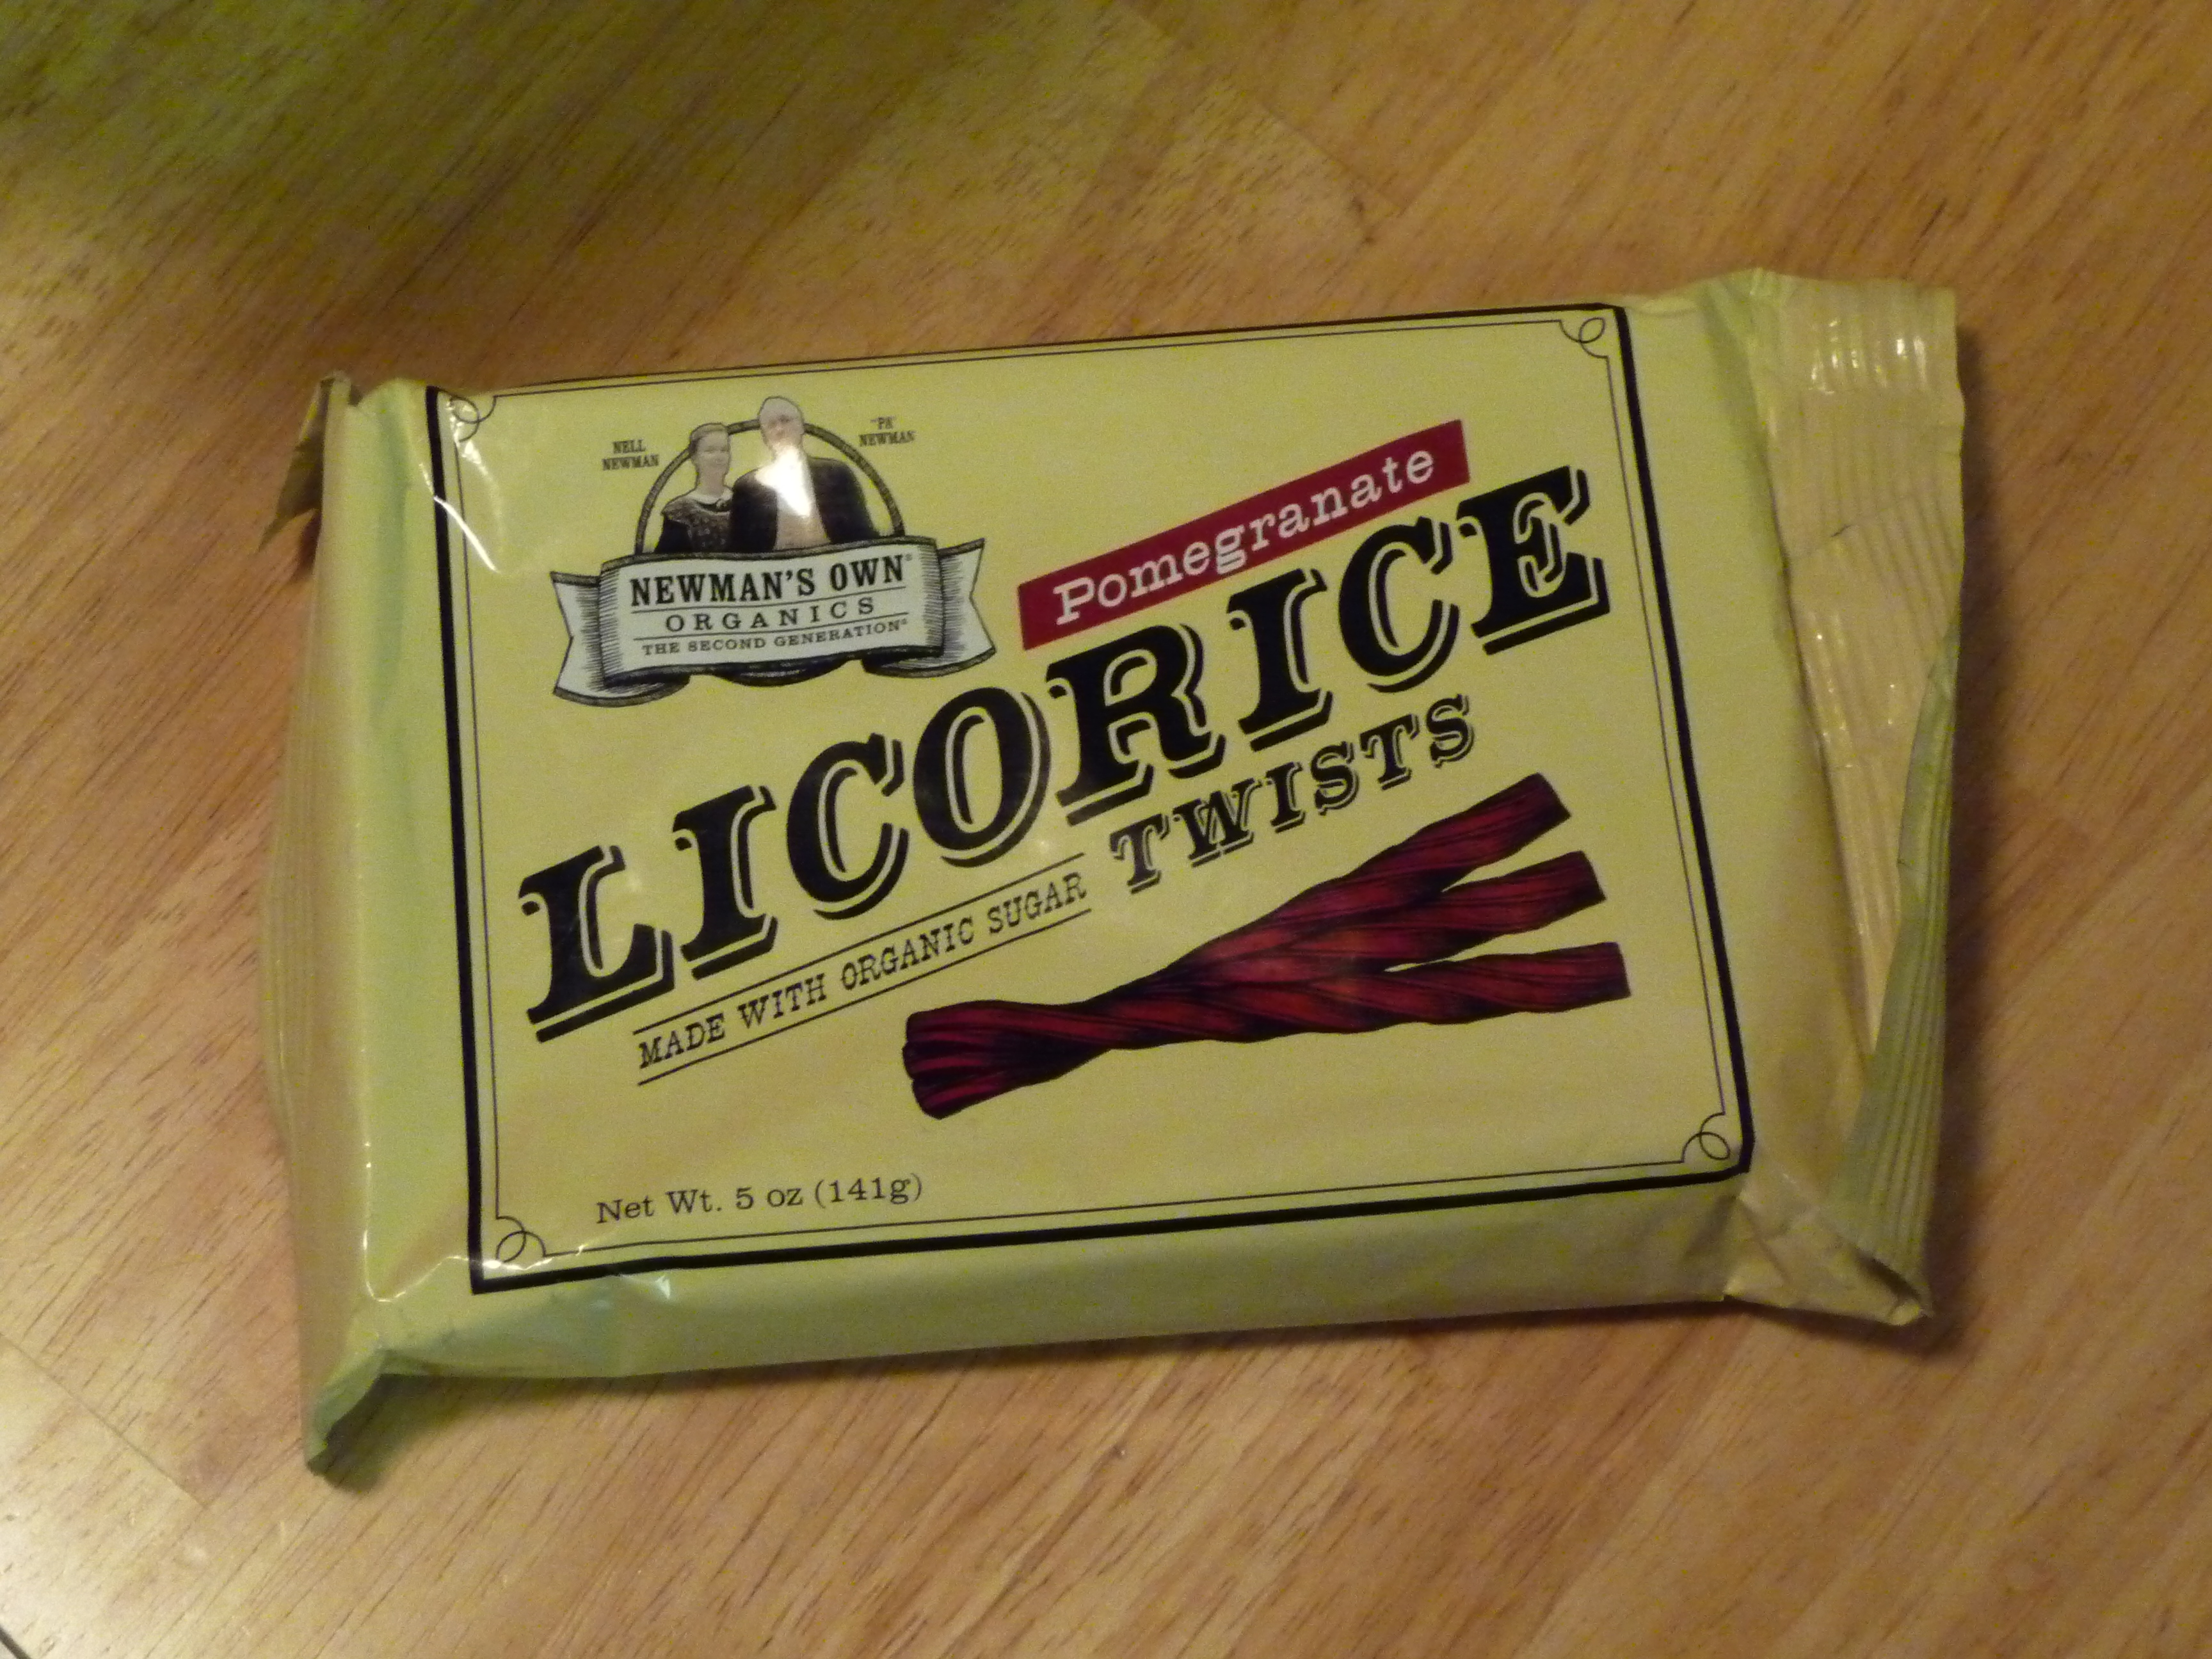 NELL
NEWMAN
"PA"
NEWMAN
NEWMAN'S OWN®
ORGANICS
THE SECOND GENERATION®
Pomegranate
LICORICE
TWISTS
MADE WITH ORGANIC SUGAR
Net Wt. 5 oz (141g)